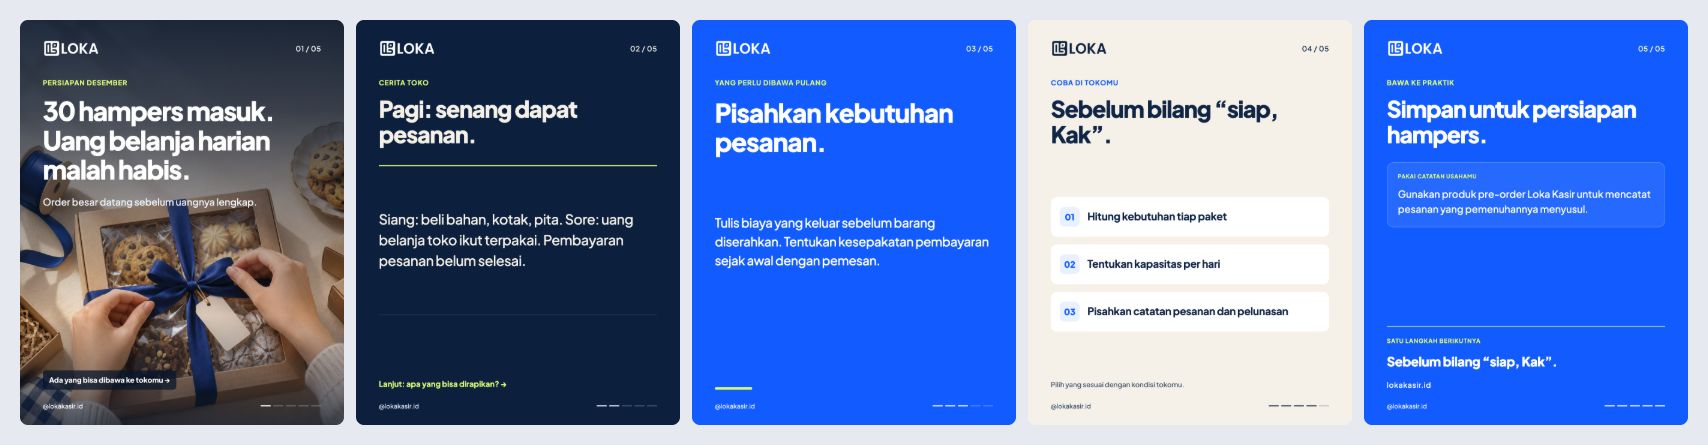 LOKA
01 / 05
PERSIAPAN DESEMBER
30 hampers masuk.
Uang belanja harian
malah habis.
Order besar datang sebelum uangnya lengkap.
Ada yang bisa dibawa ke tokomu →
@lokakasir.id
LOKA
02 / 05
CERITA TOKO
Pagi: senang dapat
pesanan.
Siang: beli bahan, kotak, pita. Sore: uang
belanja toko ikut terpakai. Pembayaran
pesanan belum selesai.
Lanjut: apa yang bisa dirapikan? →
@lokakasir.id
LOKA
03 / 05
YANG PERLU DIBAWA PULANG
Pisahkan kebutuhan
pesanan.
Tulis biaya yang keluar sebelum barang
diserahkan. Tentukan kesepakatan pembayaran
sejak awal dengan pemesan.
@lokakasir.id
LOKA
04 / 05
COBA DI TOKOMU
Sebelum bilang “siap,
Kak”.
01 Hitung kebutuhan tiap paket
02 Tentukan kapasitas per hari
03 Pisahkan catatan pesanan dan pelunasan
Pilih yang sesuai dengan kondisi tokomu.
@lokakasir.id
LOKA
05 / 05
BAWA KE PRAKTIK
Simpan untuk persiapan
hampers.
PAKAI CATATAN USAHAMU
Gunakan produk pre-order Loka Kasir untuk mencatat
pesanan yang pemenuhannya menyusul.
SATU LANGKAH BERIKUTNYA
Sebelum bilang “siap, Kak”.
lokakasir.id
@lokakasir.id